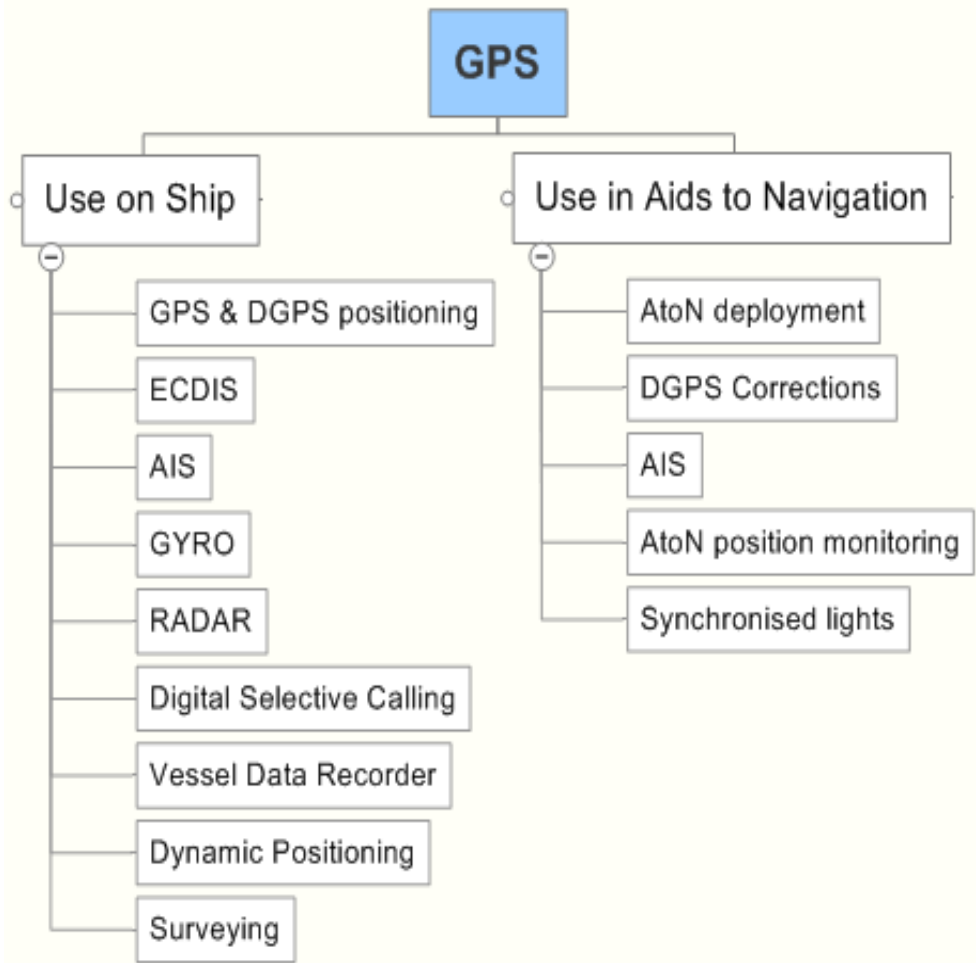 GPS
Use on Ship
GPS & DGPS positioning
ECDIS
AIS
GYRO
RADAR
Digital Selective Calling
Vessel Data Recorder
Dynamic Positioning
Surveying
Use in Aids to Navigation
AtoN deployment
DGPS Corrections
AIS
AtoN position monitoring
Synchronised lights